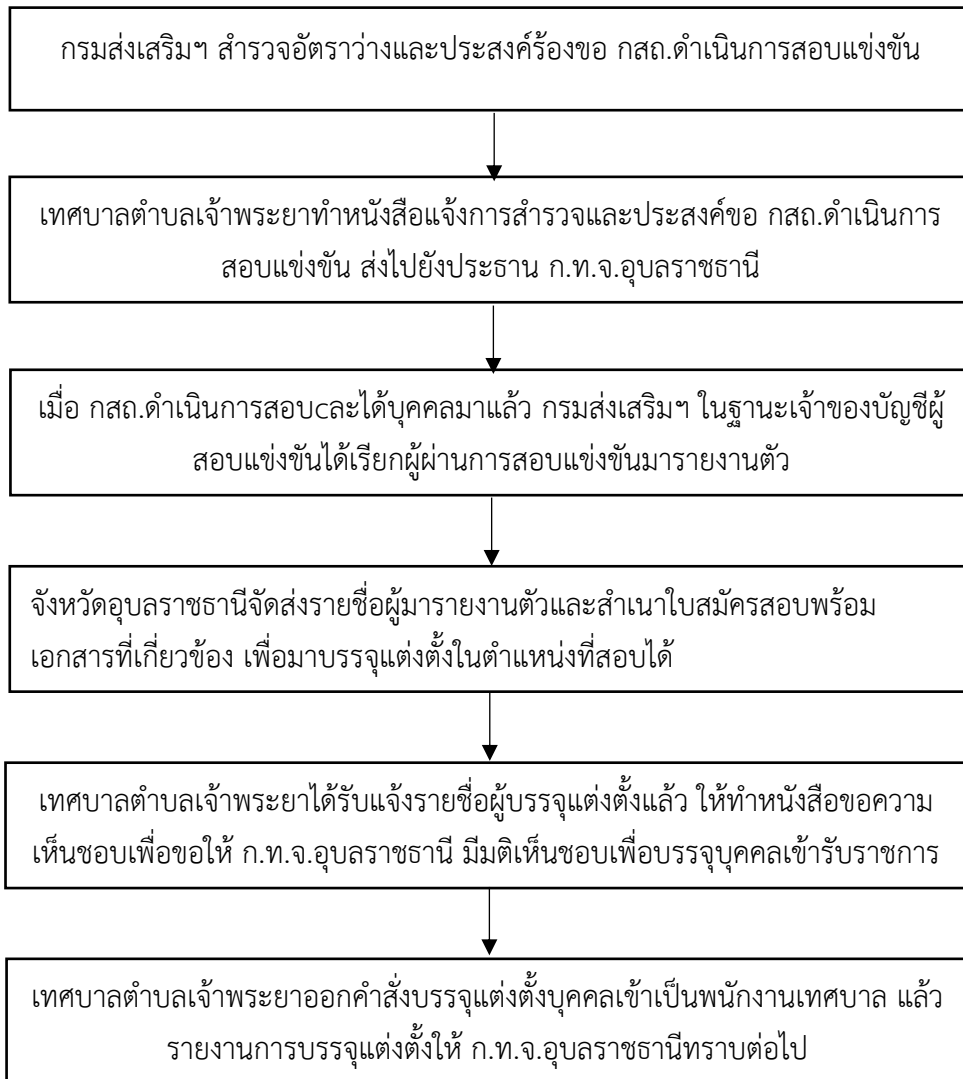 กรมส่งเสริมฯ สำรวจอัตราว่างและประสงค์ร้องขอ กสถ.ดำเนินการสอบแข่งขัน
เทศบาลตำบลเจ้าพระยาทำหนังสือแจ้งการสำรวจและประสงค์ขอ กสถ.ดำเนินการ
สอบแข่งขัน ส่งไปยังประธาน ก.ท.จ.อุบลราชธานี
เมื่อ กสถ.ดำเนินการสอบcละได้บุคคลมาแล้ว กรมส่งเสริมฯ ในฐานะเจ้าของบัญชีผู้
สอบแข่งขันได้เรียกผู้ผ่านการสอบแข่งขันมารายงานตัว
จังหวัดอุบลราชธานีจัดส่งรายชื่อผู้มารายงานตัวและสำเนาใบสมัครสอบพร้อม
เอกสารที่เกี่ยวข้อง เพื่อมาบรรจุแต่งตั้งในตำแหน่งที่สอบได้
เทศบาลตำบลเจ้าพระยาได้รับแจ้งรายชื่อผู้บรรจุแต่งตั้งแล้ว ให้ทำหนังสือขอความ
เห็นชอบเพื่อขอให้ ก.ท.จ.อุบลราชธานี มีมติเห็นชอบเพื่อบรรจุบุคคลเข้ารับราชการ
เทศบาลตำบลเจ้าพระยาออกคำสั่งบรรจุแต่งตั้งบุคคลเข้าเป็นพนักงานเทศบาล แล้ว
รายงานการบรรจุแต่งตั้งให้ ก.ท.จ.อุบลราชธานีทราบต่อไป